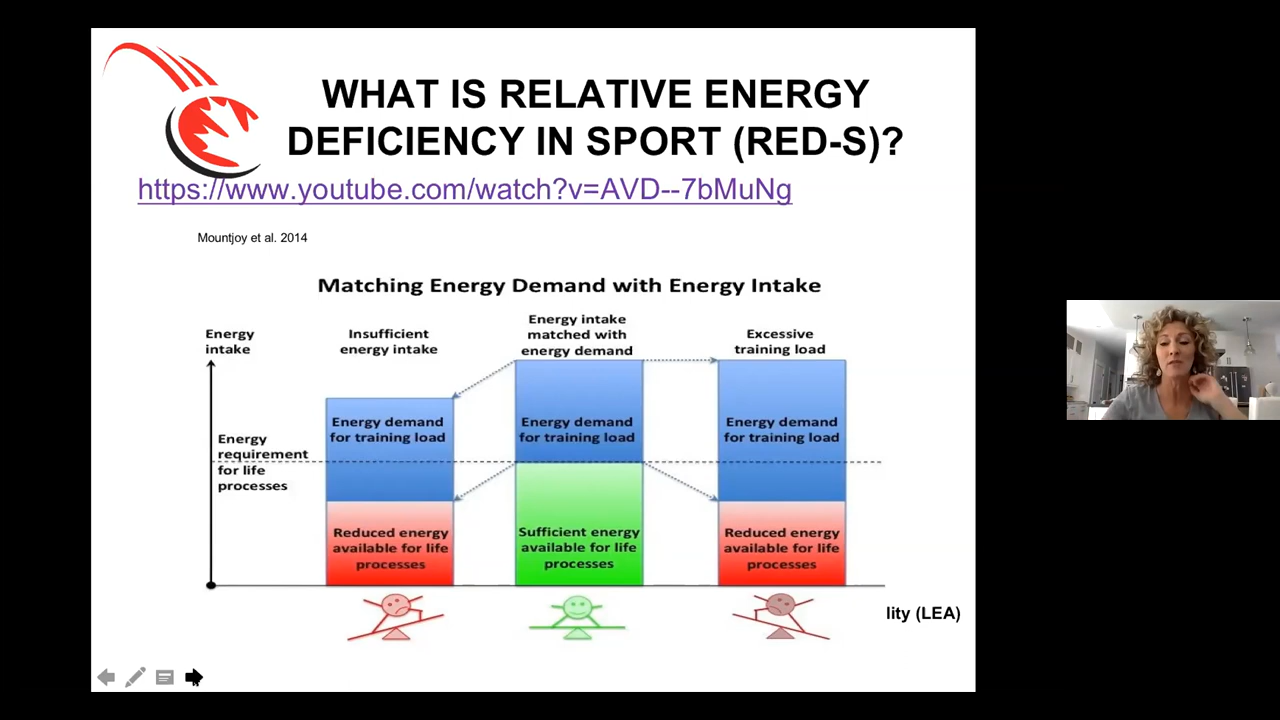 WHAT IS RELATIVE ENERGY
DEFICIENCY IN SPORT (RED-S)?
https://www.youtube.com/watch?v=AVD--7bMuNg
Mountjoy et al. 2014
Matching Energy Demand with Energy Intake
Energy
intake
Insufficient
energy intake
Energy intake
matched with
energy demand
Excessive
training load
Energy demand
for training load
Energy demand
for training load
Energy demand
for training load
Energy
requirement
for life
processes
Reduced energy
available for life
processes
Sufficient energy
available for life
processes
Reduced energy
available for life
processes
lity (LEA)